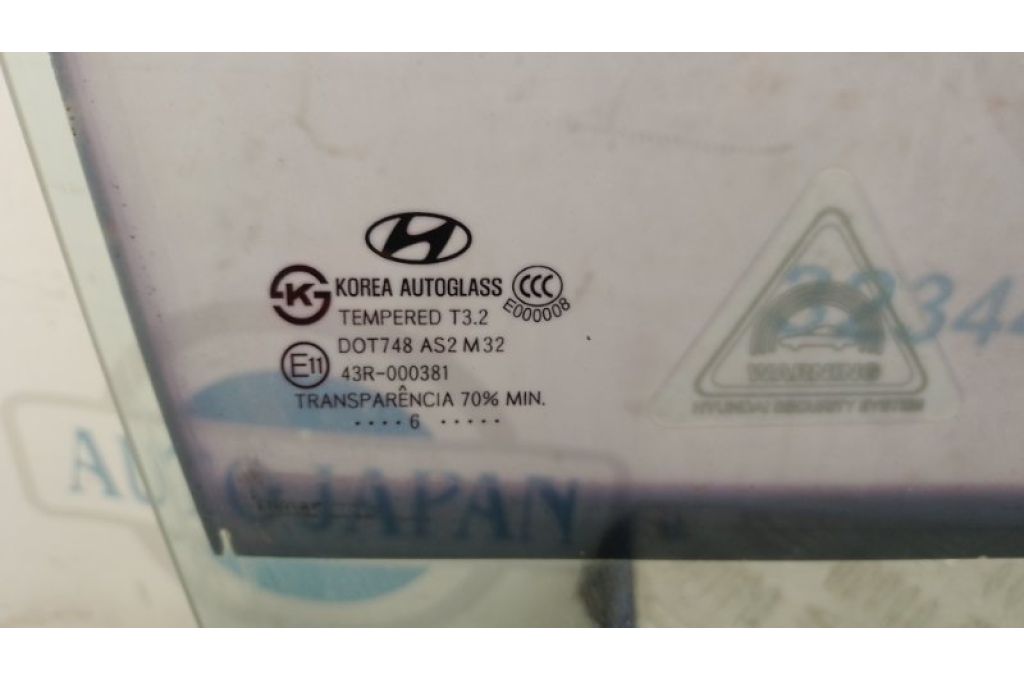 KOREA AUTOGLASS
CCC
E000008
TEMPERED T3.2
DOT748 AS2 M32
E11
43R-000381
TRANSPARÊNCIA 70% MIN.
···· 6 ·····
WARNING
HYUNDAI SECURITY SYSTEM
AUTOJAPAN